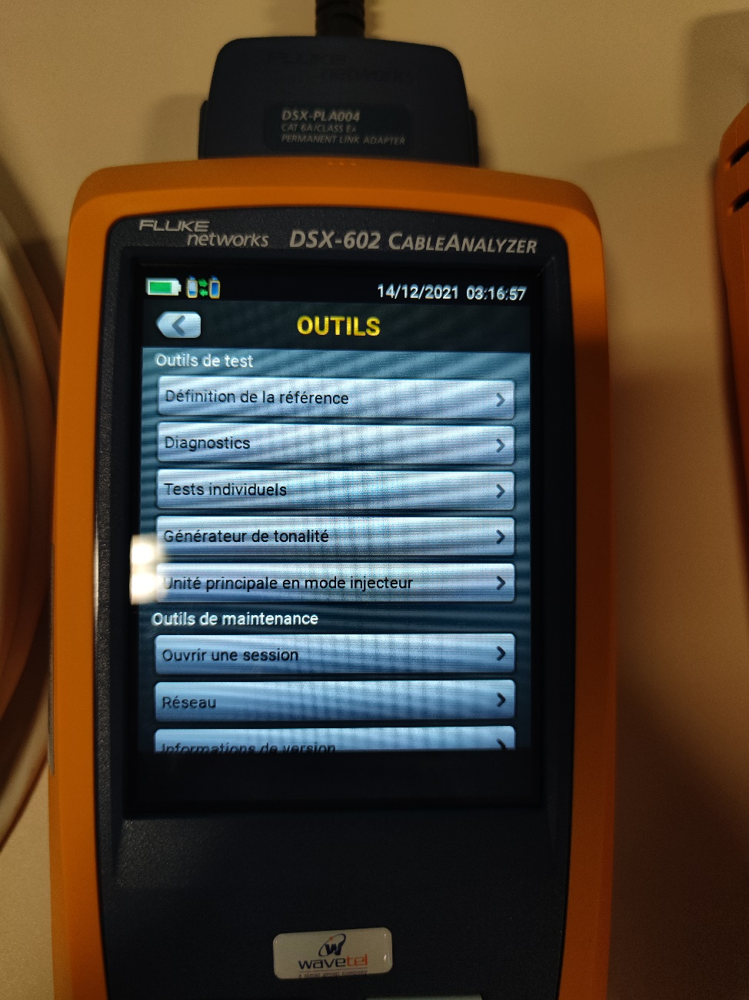 FLUKE
networks
DSX-PLA004
CAT 6A/CLASS EA
PERMANENT LINK ADAPTER
FLUKE
networks
DSX-602 CABLEANALYZER
14/12/2021 03:16:57
OUTILS
Outils de test
Définition de la référence
Diagnostics
Tests individuels
Générateur de tonalité
Unité principale en mode injecteur
Outils de maintenance
Ouvrir une session
Réseau
Informations de version
wavetel